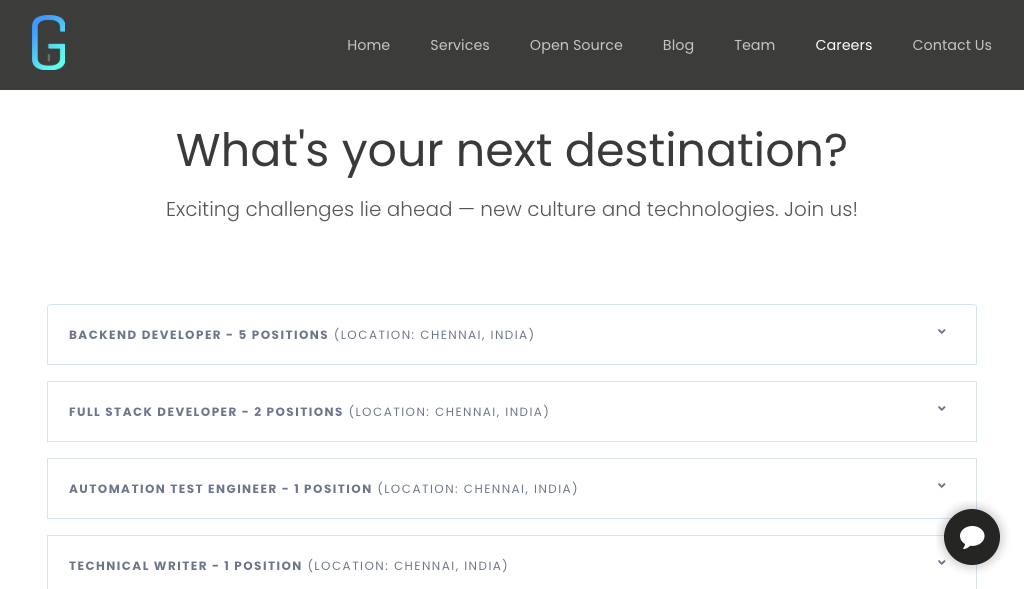 Home Services Open Source Blog Team Careers Contact Us
What's your next destination?
Exciting challenges lie ahead — new culture and technologies. Join us!
BACKEND DEVELOPER - 5 POSITIONS (LOCATION: CHENNAI, INDIA)
FULL STACK DEVELOPER - 2 POSITIONS (LOCATION: CHENNAI, INDIA)
AUTOMATION TEST ENGINEER - 1 POSITION (LOCATION: CHENNAI, INDIA)
TECHNICAL WRITER - 1 POSITION (LOCATION: CHENNAI, INDIA)